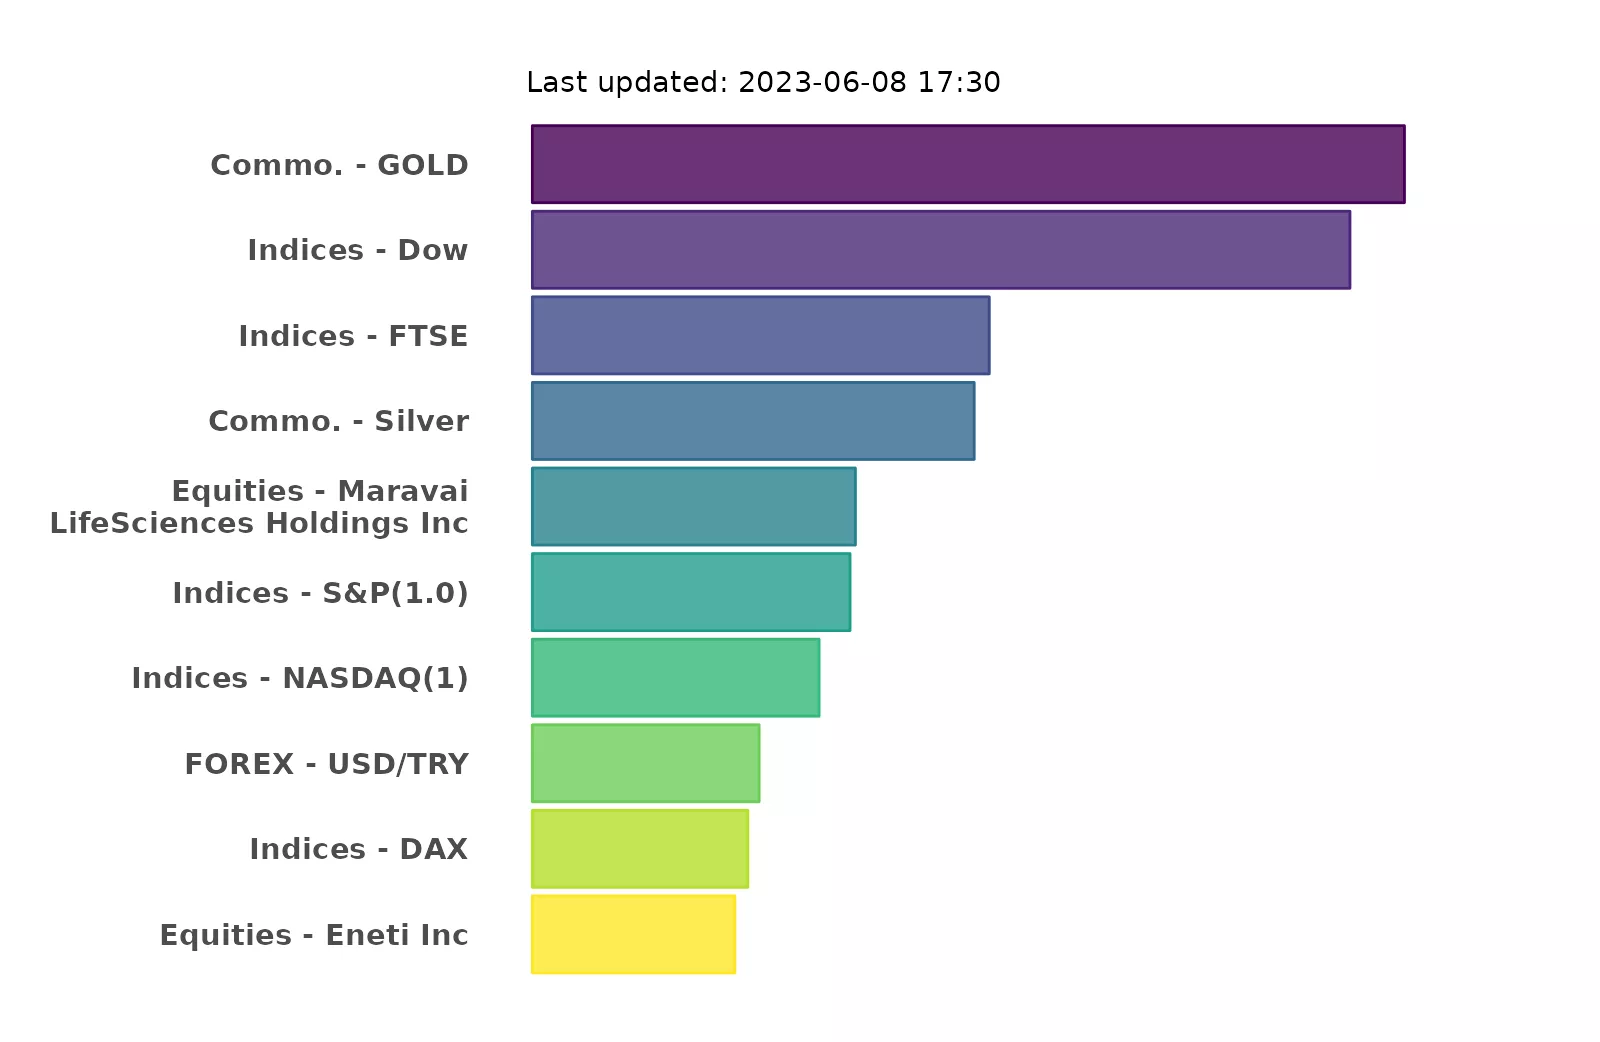 Last updated: 2023-06-08 17:30
Commo. - GOLD
Indices - Dow
Indices - FTSE
Commo. - Silver
Equities - Maravai
LifeSciences Holdings Inc
Indices - S&P(1.0)
Indices - NASDAQ(1)
FOREX - USD/TRY
Indices - DAX
Equities - Eneti Inc